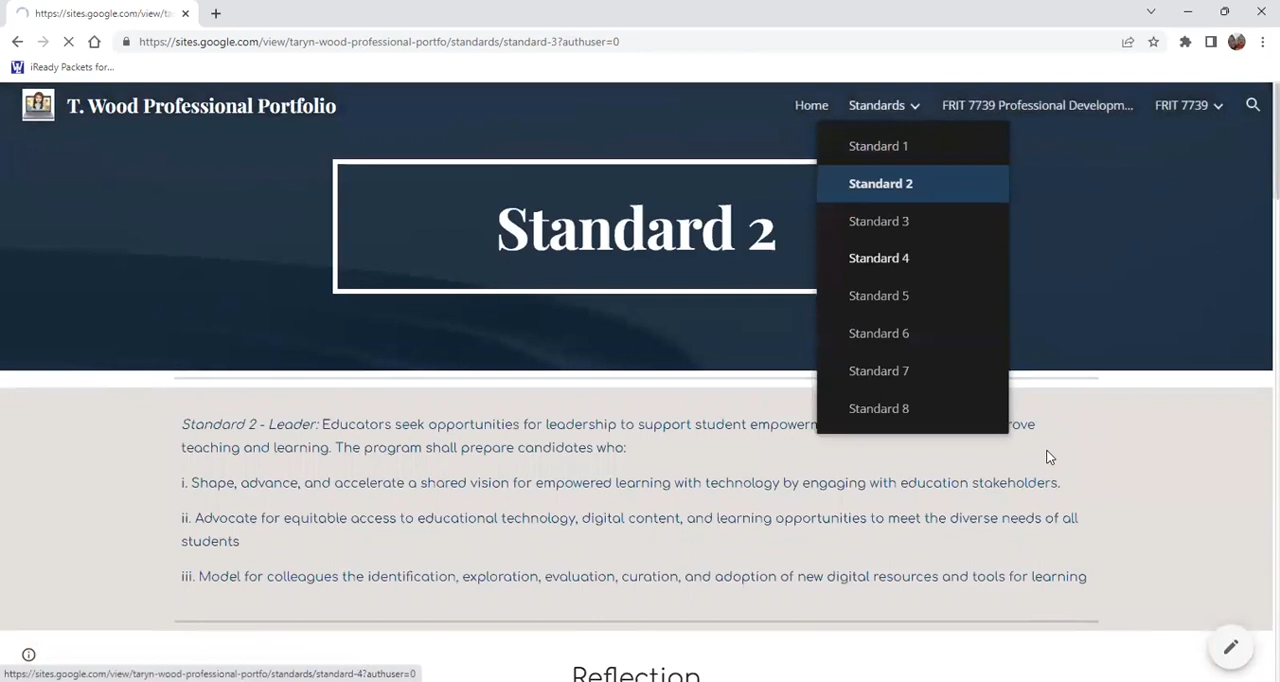 https://sites.google.com/view/ta
https://sites.google.com/view/taryn-wood-professional-portfo/standards/standard-3?authuser=0
iReady Packets for...
T. Wood Professional Portfolio
Home
Standards
FRIT 7739 Professional Developm...
FRIT 7739
Standard 1
Standard 2
Standard 3
Standard 4
Standard 5
Standard 6
Standard 7
Standard 8
Standard 2
Standard 2 - Leader: Educators seek opportunities for leadership to support student empowerm rove
teaching and learning. The program shall prepare candidates who:
i. Shape, advance, and accelerate a shared vision for empowered learning with technology by engaging with education stakeholders.
ii. Advocate for equitable access to educational technology, digital content, and learning opportunities to meet the diverse needs of all
students
iii. Model for colleagues the identification, exploration, evaluation, curation, and adoption of new digital resources and tools for learning
Reflection
https://sites.google.com/view/taryn-wood-professional-portfo/standards/standard-4?authuser=0